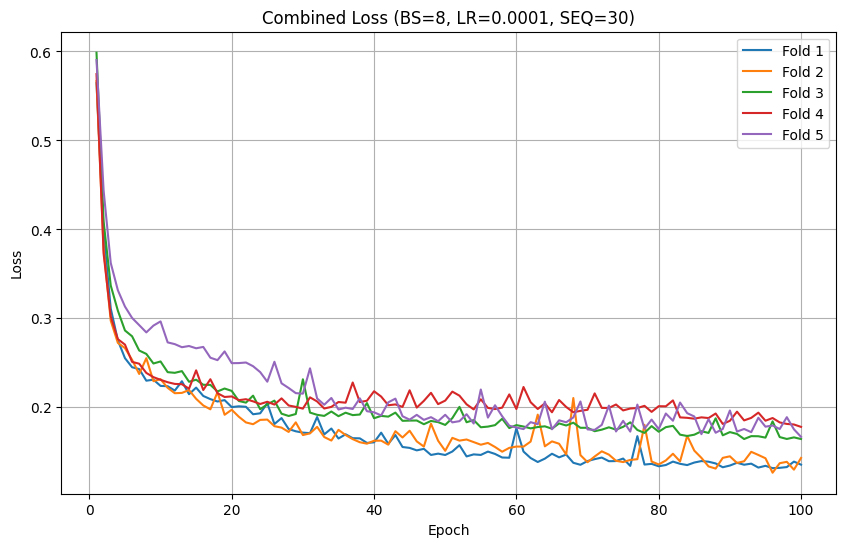 Combined Loss (BS=8, LR=0.0001, SEQ=30)
Fold 1
Fold 2
Fold 3
Fold 4
Fold 5
Loss
0.6
0.5
0.4
0.3
0.2
0 20 40 60 80 100
Epoch